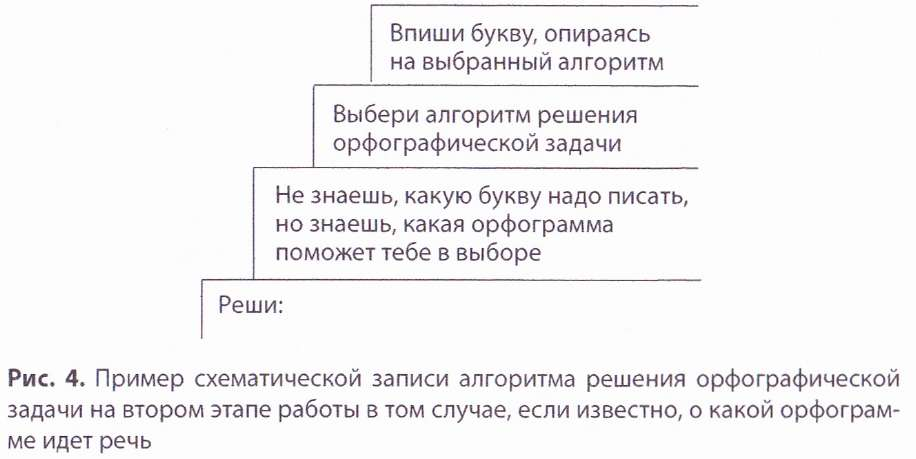 Впиши букву, опираясь
на выбранный алгоритм
Выбери алгоритм решения
орфографической задачи
Не знаешь, какую букву надо писать,
но знаешь, какая орфограмма
поможет тебе в выборе
Реши:
Рис. 4. Пример схематической записи алгоритма решения орфографической
задачи на втором этапе работы в том случае, если известно, о какой орфограм-
ме идет речь